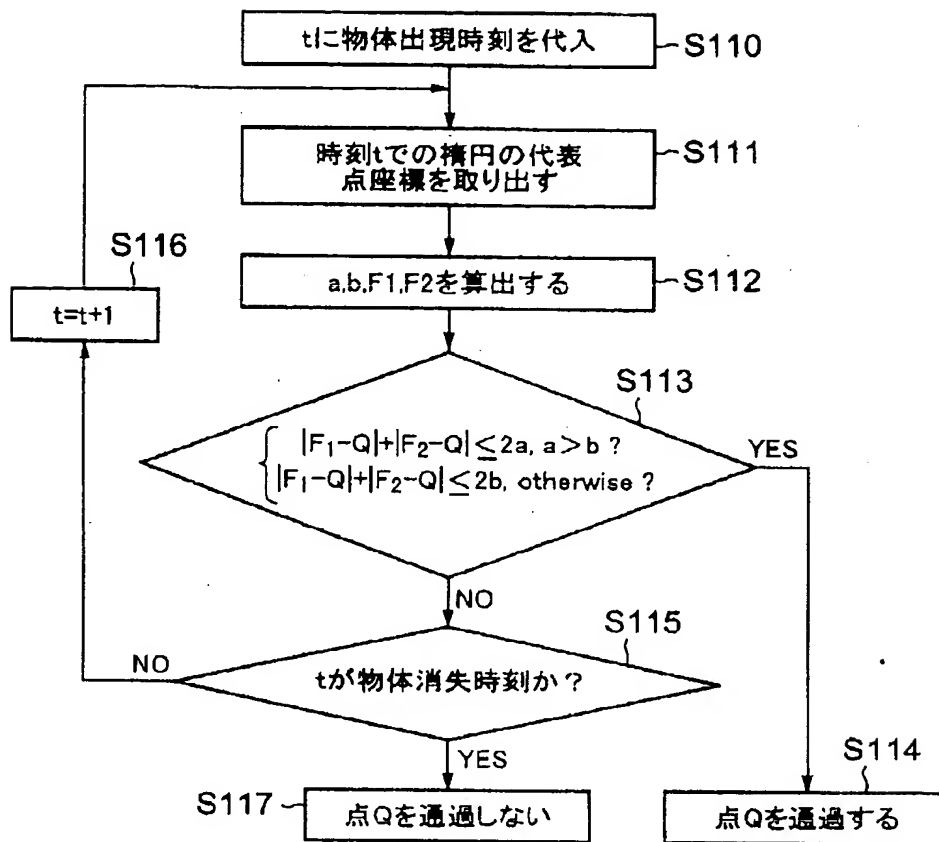 tに物体出現時刻を代入
S110
時刻tでの楕円の代表
点座標を取り出す
S111
S116
t=t+1
a,b,F1,F2を算出する
S112
S113
|F₁-Q|+|F₂-Q|≦2a, a>b ?
|F₁-Q|+|F₂-Q|≦2b, otherwise ?
YES
NO
S115
tが物体消失時刻か?
NO
YES
S117
点Qを通過しない
S114
点Qを通過する